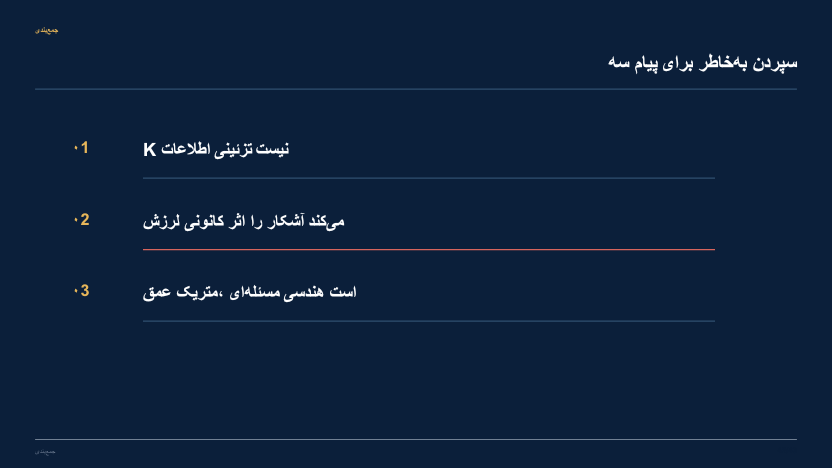 جمع‌بندی
سپردن به‌خاطر برای پیام سه
۰1
نیست تزئینی اطلاعات K
۰2
می‌کند آشکار را اثر کانونی لرزش
۰3
است هندسی مسئله‌ای ،متریک عمق
جمع‌بندی